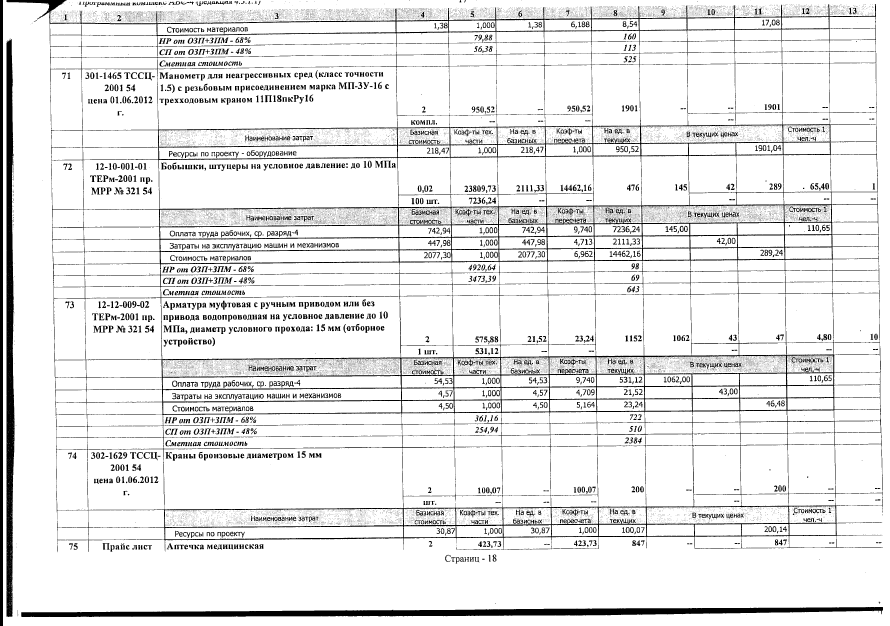 Программный комплекс АВС-4 (редакция 4.3.1.1)
1 2 3 4 5 6 7 8 9 10 11 12 13
Стоимость материалов 1,38 1,000 1,38 6,188 8,54 17,08
НР от ОЗП+ЗПМ - 68% 79,88 160
СП от ОЗП+ЗПМ - 48% 56,38 113
Сметная стоимость 525
71 301-1465 ТССЦ- Манометр для неагрессивных сред (класс точности
2001 54 1.5) с резьбовым присоединением марка МП-3У-16 с
цена 01.06.2012 трехходовым краном 11П18пкРу16
г. 2 950,52 -- 950,52 1901 -- -- 1901 --
компл. -- -- -- --
Наименование затрат Базисная стоимость Коэф-ты тех. части На ед. в базисных Коэф-ты пересчета На ед. в текущих В текущих ценах Стоимость 1 чел.-ч
Ресурсы по проекту - оборудование 218,47 1,000 218,47 1,000 950,52 1901,04
72 12-10-001-01 Бобышки, штуцеры на условное давление: до 10 МПа
ТЕРм-2001 пр.
МРР № 321 54 0,02 23809,73 2111,33 14462,16 476 145 42 289 65,40 1
100 шт. 7236,24 -- -- --
Наименование затрат Базисная стоимость Коэф-ты тех. части На ед. в базисных Коэф-ты пересчета На ед. в текущих В текущих ценах Стоимость 1 чел.-ч
Оплата труда рабочих, ср. разряд-4 742,94 1,000 742,94 9,740 7236,24 145,00 110,65
Затраты на эксплуатацию машин и механизмов 447,98 1,000 447,98 4,713 2111,33 42,00
Стоимость материалов 2077,30 1,000 2077,30 6,962 14462,16 289,24
НР от ОЗП+ЗПМ - 68% 4920,64 98
СП от ОЗП+ЗПМ - 48% 3473,39 69
Сметная стоимость 643
73 12-12-009-02 Арматура муфтовая с ручным приводом или без
ТЕРм-2001 пр. привода водопроводная на условное давление до 10
МРР № 321 54 МПа, диаметр условного прохода: 15 мм (отборное
устройство) 2 575,88 21,52 23,24 1152 1062 43 47 4,80 10
1 шт. 531,12 -- -- --
Наименование затрат Базисная стоимость Коэф-ты тех. части На ед. в базисных Коэф-ты пересчета На ед. в текущих В текущих ценах Стоимость 1 чел.-ч
Оплата труда рабочих, ср. разряд-4 54,53 1,000 54,53 9,740 531,12 1062,00 110,65
Затраты на эксплуатацию машин и механизмов 4,57 1,000 4,57 4,709 21,52 43,00
Стоимость материалов 4,50 1,000 4,50 5,164 23,24 46,48
НР от ОЗП+ЗПМ - 68% 361,16 722
СП от ОЗП+ЗПМ - 48% 254,94 510
Сметная стоимость 2384
74 302-1629 ТССЦ- Краны бронзовые диаметром 15 мм
2001 54
цена 01.06.2012
г. 2 100,07 -- 100,07 200 -- -- 200 --
шт. -- -- -- --
Наименование затрат Базисная стоимость Коэф-ты тех. части На ед. в базисных Коэф-ты пересчета На ед. в текущих В текущих ценах Стоимость 1 чел.-ч
Ресурсы по проекту 30,87 1,000 30,87 1,000 100,07 200,14
75 Прайс лист Аптечка медицинская 2 423,73 -- 423,73 847 -- -- 847 --
Страниц - 18